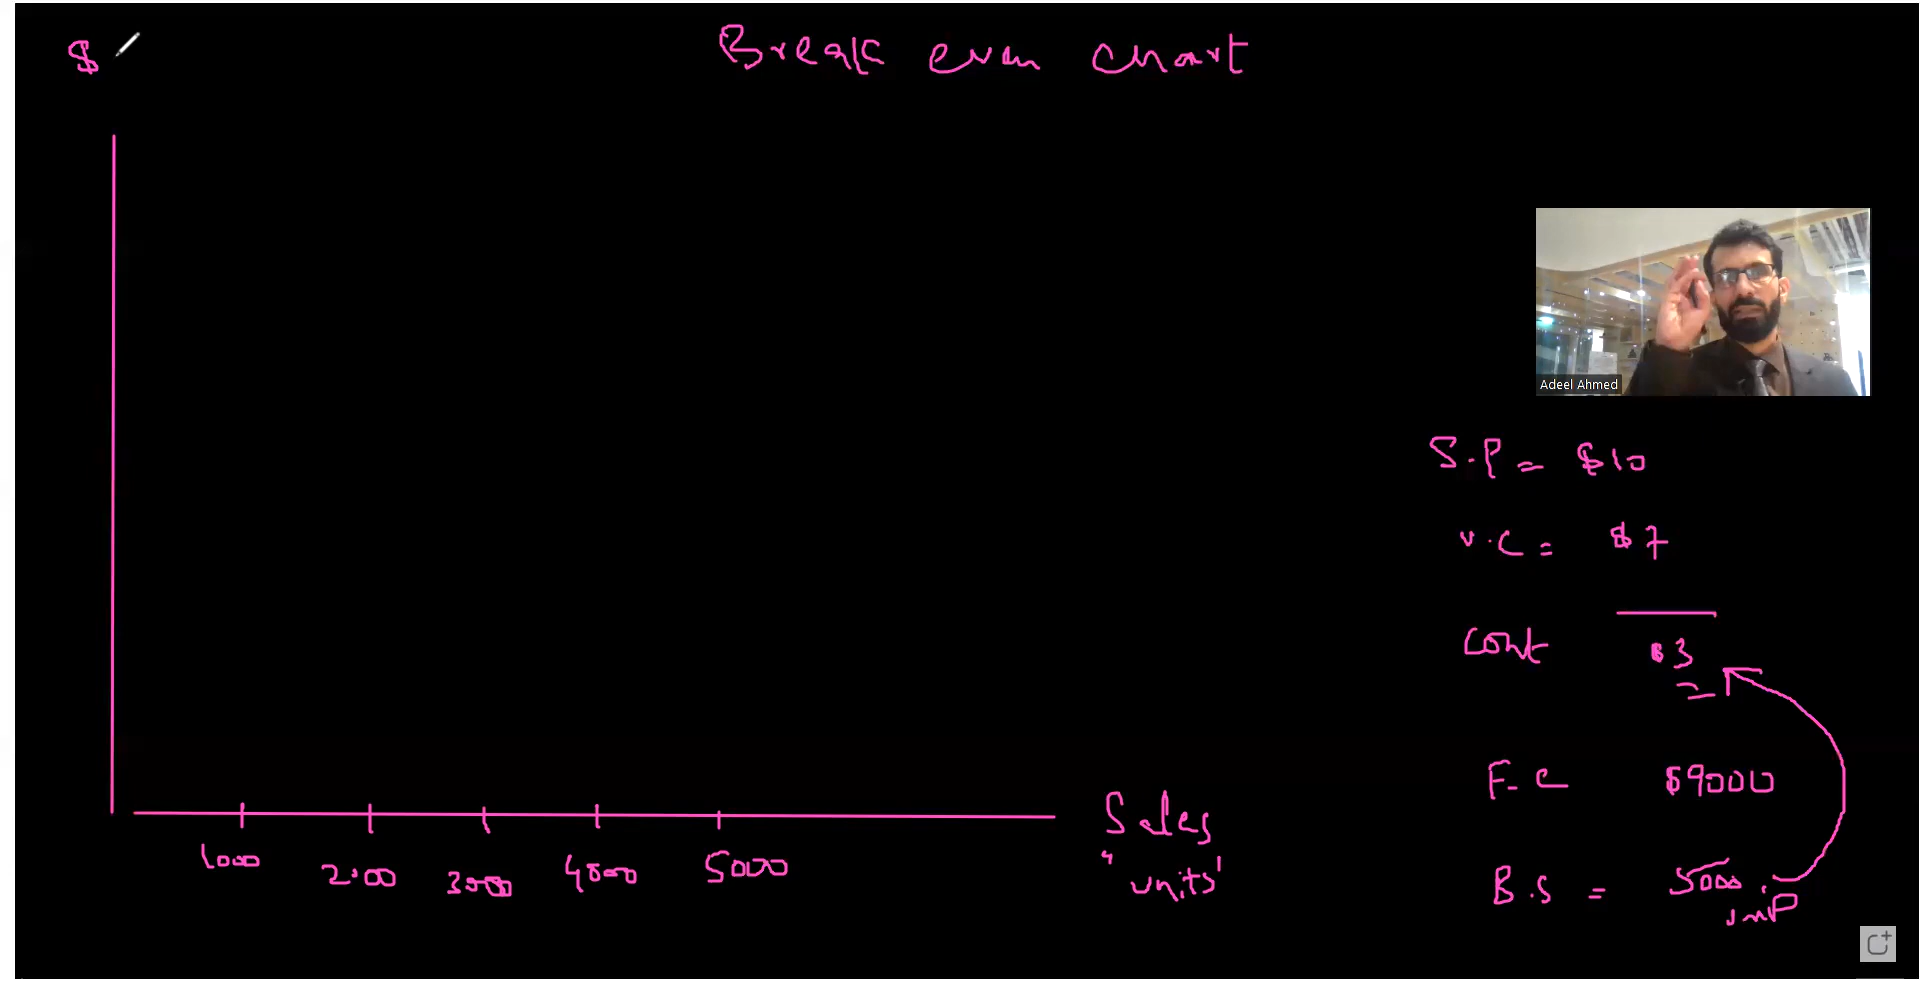 $
Break even chart
Adeel Ahmed
S.P = $10
V.C = $7
Cont $3
F.C $9000
B.S = 5000
1000 2000 3000 4000 5000
Sales
"units"